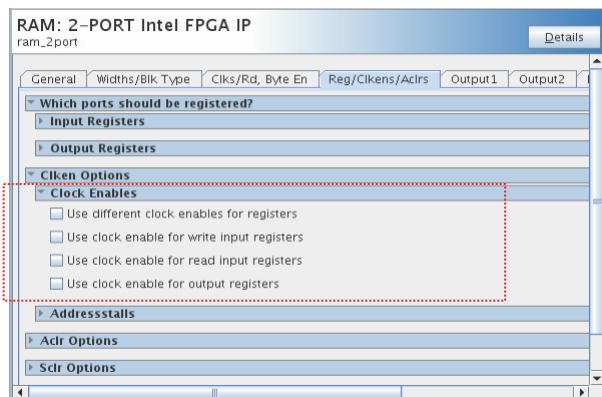 RAM: 2-PORT Intel FPGA IP
ram_2port
Details
General Widths/Blk Type Clks/Rd, Byte En Reg/Clkens/Aclrs Output1 Output2
Which ports should be registered?
Input Registers
Output Registers
Clken Options
Clock Enables
Use different clock enables for registers
Use clock enable for write input registers
Use clock enable for read input registers
Use clock enable for output registers
Addressstalls
Aclr Options
Sclr Options